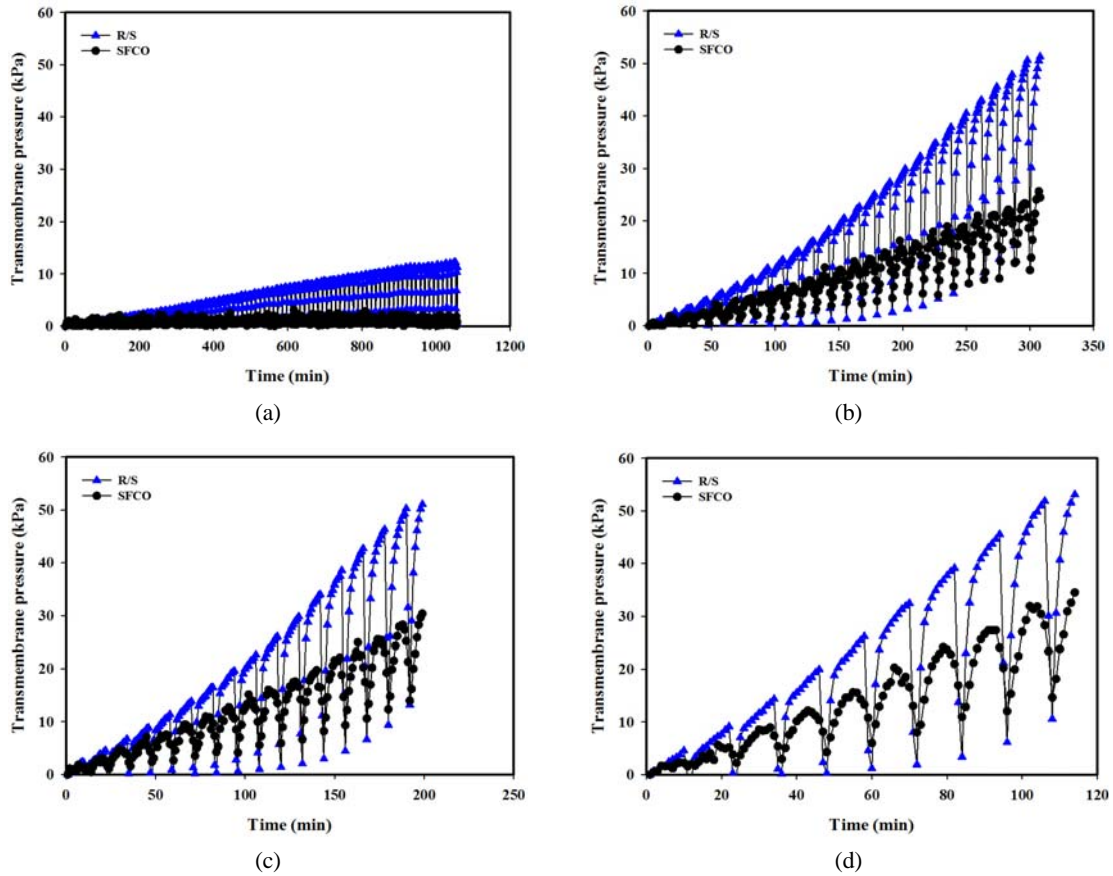 60
50
40
30
20
10
0
Transmembrane pressure (kPa)
R/S
SFCO
0 200 400 600 800 1000 1200
Time (min)
(a)
60
50
40
30
20
10
0
Transmembrane pressure (kPa)
R/S
SFCO
0 50 100 150 200 250 300 350
Time (min)
(b)
60
50
40
30
20
10
0
Transmembrane pressure (kPa)
R/S
SFCO
0 50 100 150 200 250
Time (min)
(c)
60
50
40
30
20
10
0
Transmembrane pressure (kPa)
R/S
SFCO
0 20 40 60 80 100 120
Time (min)
(d)